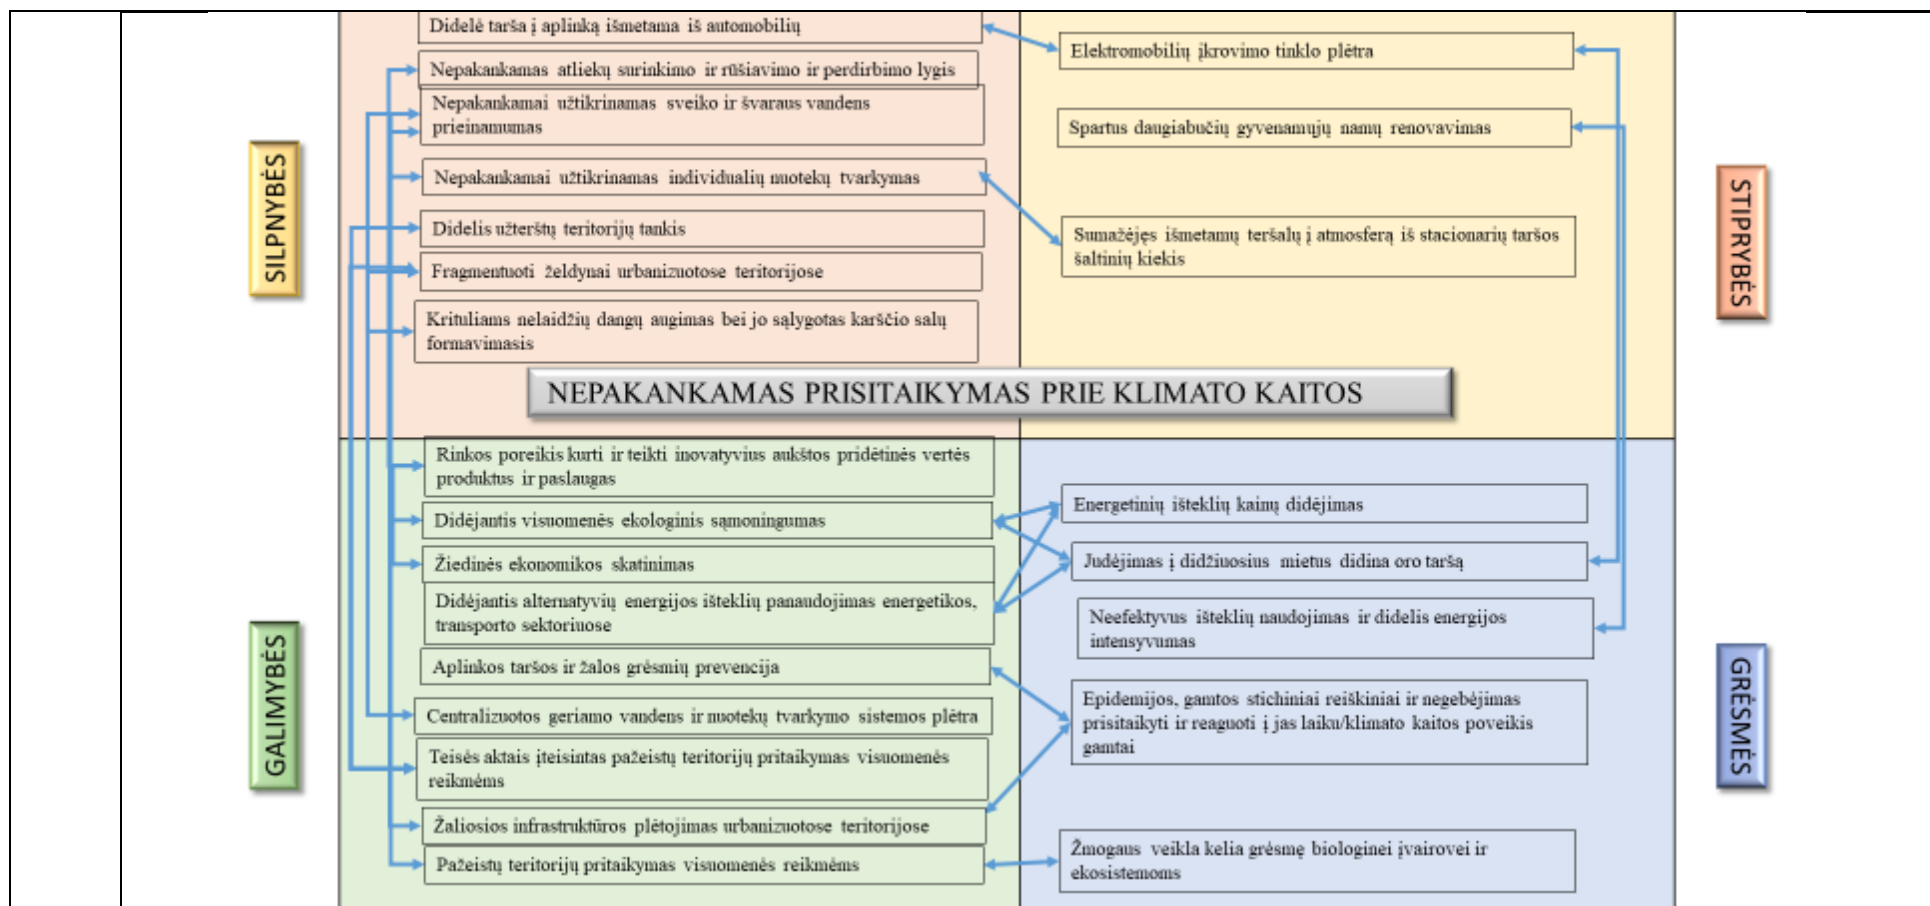 Didelė tarša į aplinką išmetama iš automobilių
Nepakankamas atliekų surinkimo ir rūšiavimo ir perdirbimo lygis
Nepakankamai užtikrinamas sveiko ir švaraus vandens
prieinamumas
Nepakankamai užtikrinamas individualių nuotekų tvarkymas
Didelis užterštų teritorijų tankis
Fragmentuoti želdynai urbanizuotose teritorijose
Krituliams nelaidžių dangų augimas bei jo sąlygotas karščio salų
formavimasis
SILPNYBĖS
Elektromobilių įkrovimo tinklo plėtra
Spartus daugiabučių gyvenamųjų namų renovavimas
Sumažėjęs išmetamų teršalų į atmosferą iš stacionarių taršos
šaltinių kiekis
STIPRYBĖS
NEPAKANKAMAS PRISITAIKYMAS PRIE KLIMATO KAITOS
Rinkos poreikis kurti ir teikti inovatyvius aukštos pridėtinės vertės
produktus ir paslaugas
Didėjantis visuomenės ekologinis sąmoningumas
Žiedinės ekonomikos skatinimas
Didėjantis alternatyvių energijos išteklių panaudojimas energetikos,
transporto sektoriuose
Aplinkos taršos ir žalos grėsmių prevencija
Centralizuotos geriamo vandens ir nuotekų tvarkymo sistemos plėtra
Teisės aktais įteisintas pažeistų teritorijų pritaikymas visuomenės
reikmėms
Žaliosios infrastruktūros plėtojimas urbanizuotose teritorijose
Pažeistų teritorijų pritaikymas visuomenės reikmėms
GALIMYBĖS
Energetinių išteklių kainų didėjimas
Judėjimas į didžiuosius mietus didina oro taršą
Neefektyvus išteklių naudojimas ir didelis energijos
intensyvumas
Epidemijos, gamtos stichiniai reiškiniai ir negebėjimas
prisitaikyti ir reaguoti į jas laiku/klimato kaitos poveikis
gamtai
Žmogaus veikla kelia grėsmę biologinei įvairovei ir
ekosistemoms
GRĖSMĖS